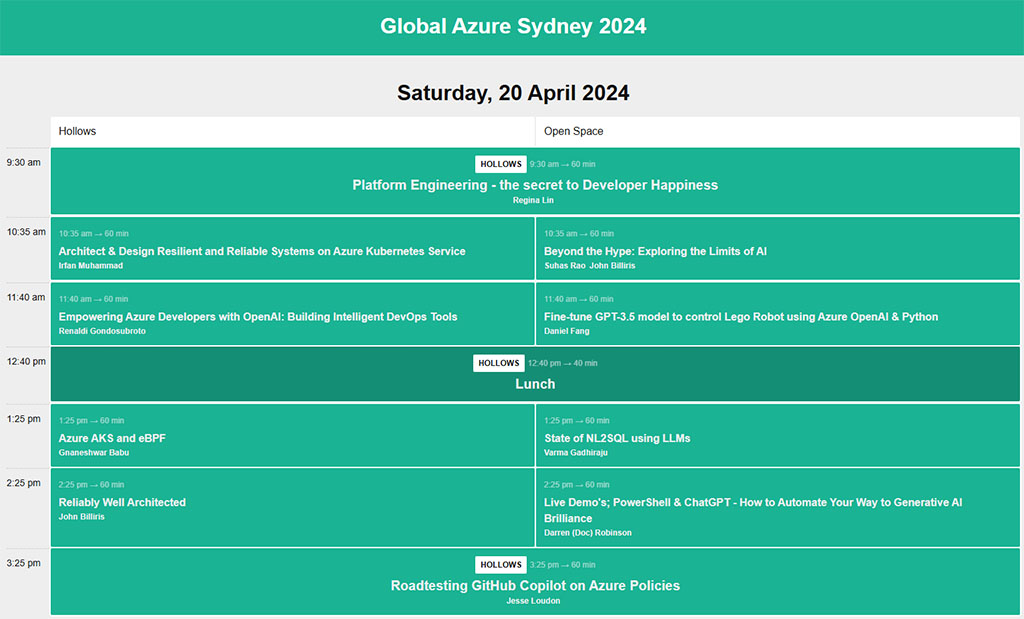 Global Azure Sydney 2024
Saturday, 20 April 2024
Hollows
Open Space
9:30 am
HOLLOWS 9:30 am → 60 min
Platform Engineering - the secret to Developer Happiness
Regina Lin
10:35 am
10:35 am → 60 min
Architect & Design Resilient and Reliable Systems on Azure Kubernetes Service
Irfan Muhammad
10:35 am → 60 min
Beyond the Hype: Exploring the Limits of AI
Suhas Rao John Billiris
11:40 am
11:40 am → 60 min
Empowering Azure Developers with OpenAI: Building Intelligent DevOps Tools
Renaldi Gondosubroto
11:40 am → 60 min
Fine-tune GPT-3.5 model to control Lego Robot using Azure OpenAI & Python
Daniel Fang
12:40 pm
HOLLOWS 12:40 pm → 40 min
Lunch
1:25 pm
1:25 pm → 60 min
Azure AKS and eBPF
Gnaneshwar Babu
1:25 pm → 60 min
State of NL2SQL using LLMs
Varma Gadhiraju
2:25 pm
2:25 pm → 60 min
Reliably Well Architected
John Billiris
2:25 pm → 60 min
Live Demo's; PowerShell & ChatGPT - How to Automate Your Way to Generative AI
Brilliance
Darren (Doc) Robinson
3:25 pm
HOLLOWS 3:25 pm → 60 min
Roadtesting GitHub Copilot on Azure Policies
Jesse Loudon